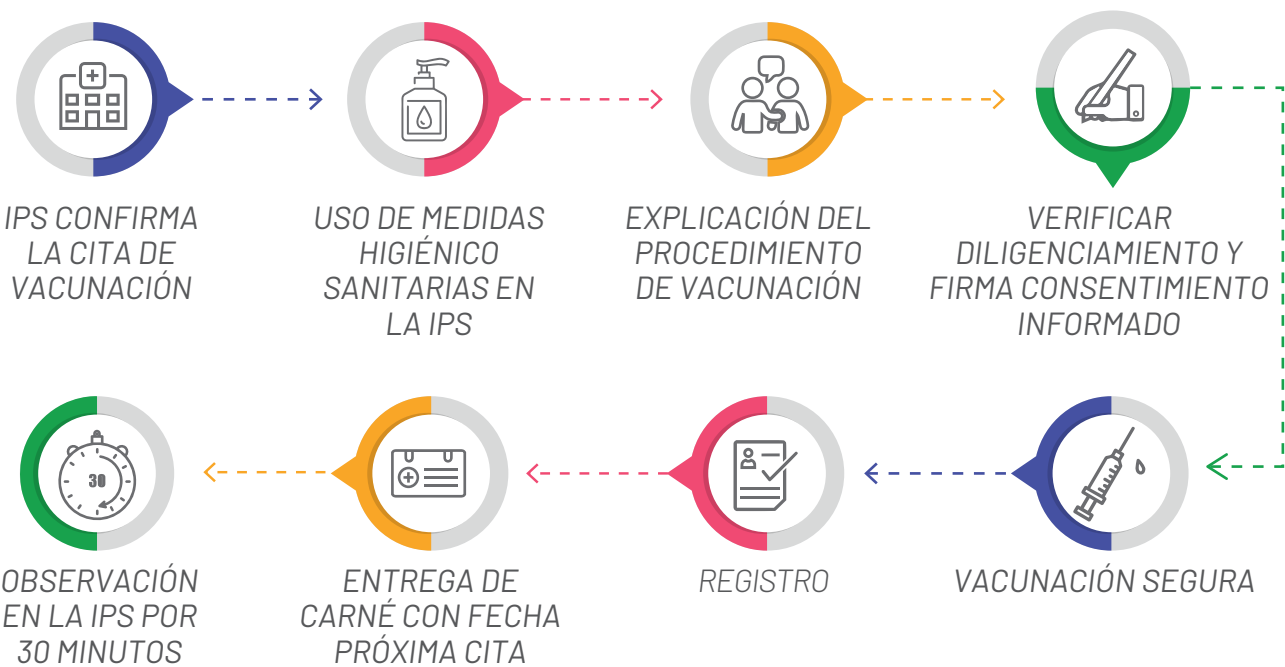 IPS CONFIRMA
LA CITA DE
VACUNACIÓN
USO DE MEDIDAS
HIGIÉNICO
SANITARIAS EN
LA IPS
EXPLICACIÓN DEL
PROCEDIMIENTO
DE VACUNACIÓN
VERIFICAR
DILIGENCIAMIENTO Y
FIRMA CONSENTIMIENTO
INFORMADO
VACUNACIÓN SEGURA
REGISTRO
ENTREGA DE
CARNÉ CON FECHA
PRÓXIMA CITA
30
OBSERVACIÓN
EN LA IPS POR
30 MINUTOS